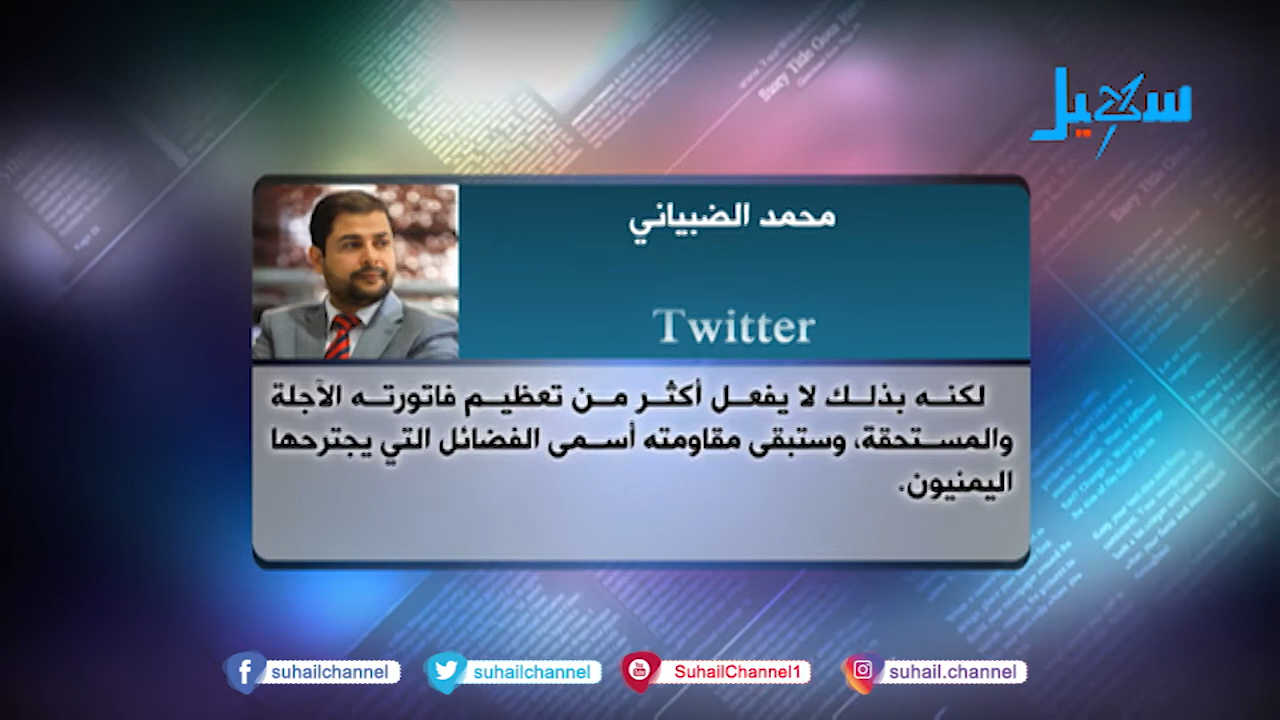 سهيل
محمد الضبياني
Twitter
لكنه بذلك لا يفعل أكثر من تعظيم فاتورته الآجلة
والمستحقة، وستبقى مقاومته أسمى الفضائل التي يجترحها
اليمنيون.
suhailchannel
suhailchannel
SuhailChannel1
suhail.channel